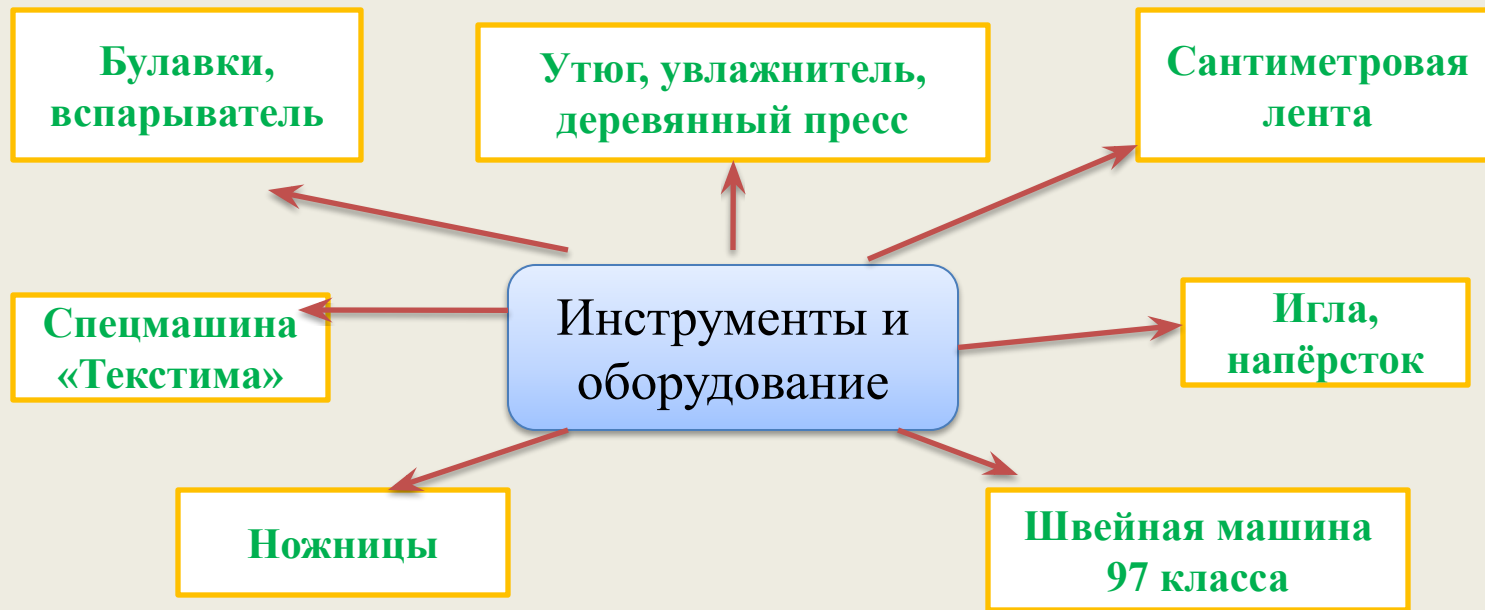 Булавки,
вспарыватель
Утюг, увлажнитель,
деревянный пресс
Сантиметровая
лента
Спецмашина
«Текстима»
Инструменты и
оборудование
Игла,
напёрсток
Ножницы
Швейная машина
97 класса